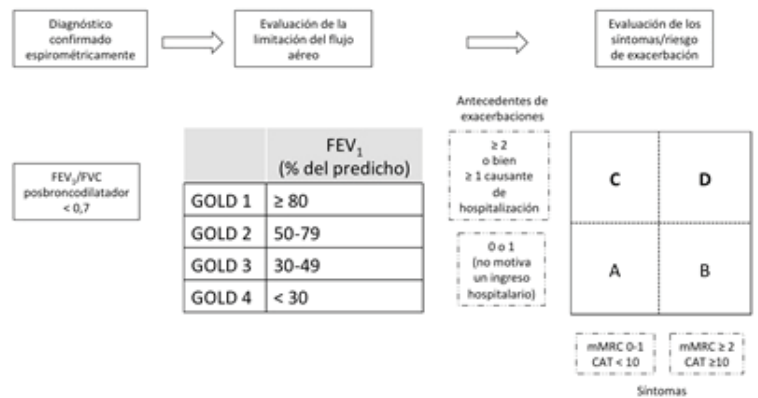 Diagnóstico
confirmado
espirométricamente
Evaluación de la
limitación del flujo
aéreo
Evaluación de los
síntomas/riesgo
de exacerbación
FEV₁/FVC
posbroncodilatador
< 0,7
FEV₁
(% del predicho)
GOLD 1 ≥ 80
GOLD 2 50-79
GOLD 3 30-49
GOLD 4 < 30
Antecedentes de
exacerbaciones
≥ 2
o bien
≥ 1 causante
de
hospitalización
0 o 1
(no motiva
un ingreso
hospitalario)
C D
A B
mMRC 0-1
CAT < 10
mMRC ≥ 2
CAT ≥10
Síntomas